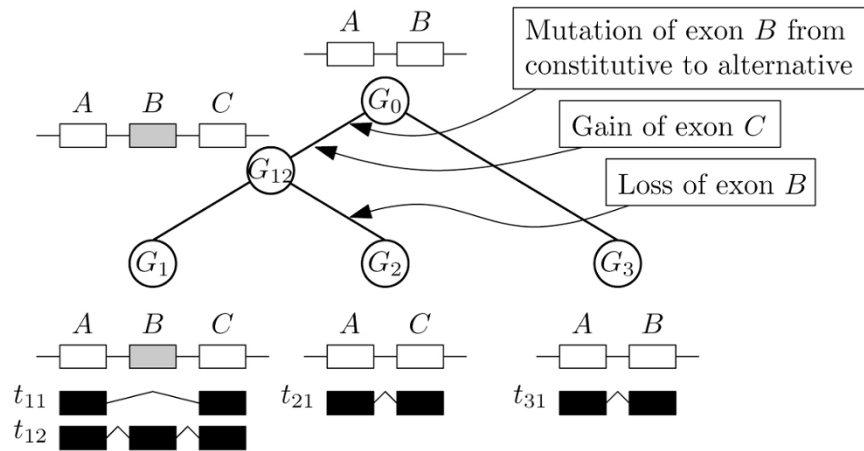 A B
Mutation of exon B from
constitutive to alternative
G0
A B C
Gain of exon C
G12
Loss of exon B
G1 G2 G3
A B C A C A B
t11 t21 t31
t12